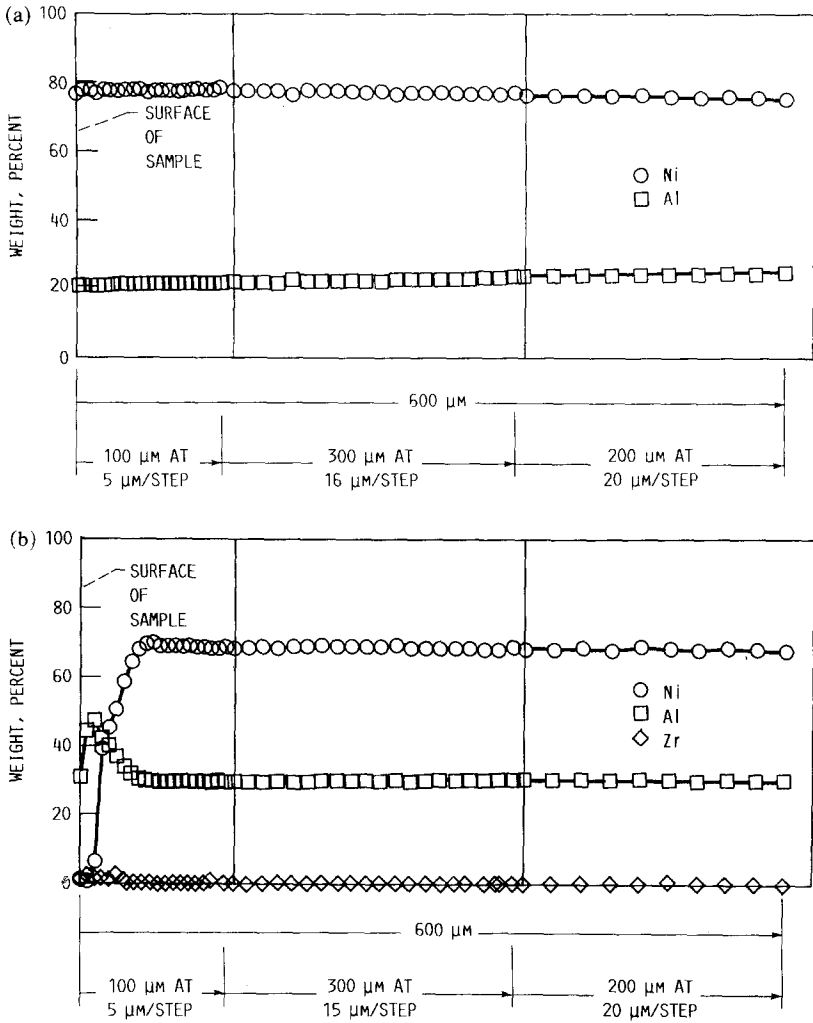 (a)
100
80
60
40
20
0
WEIGHT, PERCENT
SURFACE
OF
SAMPLE
Ni
Al
600 µM
100 µM AT
5 µM/STEP
300 µM AT
16 µM/STEP
200 uM AT
20 µM/STEP
(b)
100
80
60
40
20
0
WEIGHT, PERCENT
SURFACE
OF
SAMPLE
Ni
Al
Zr
600 µM
100 µM AT
5 µM/STEP
300 µM AT
15 µM/STEP
200 µM AT
20 µM/STEP